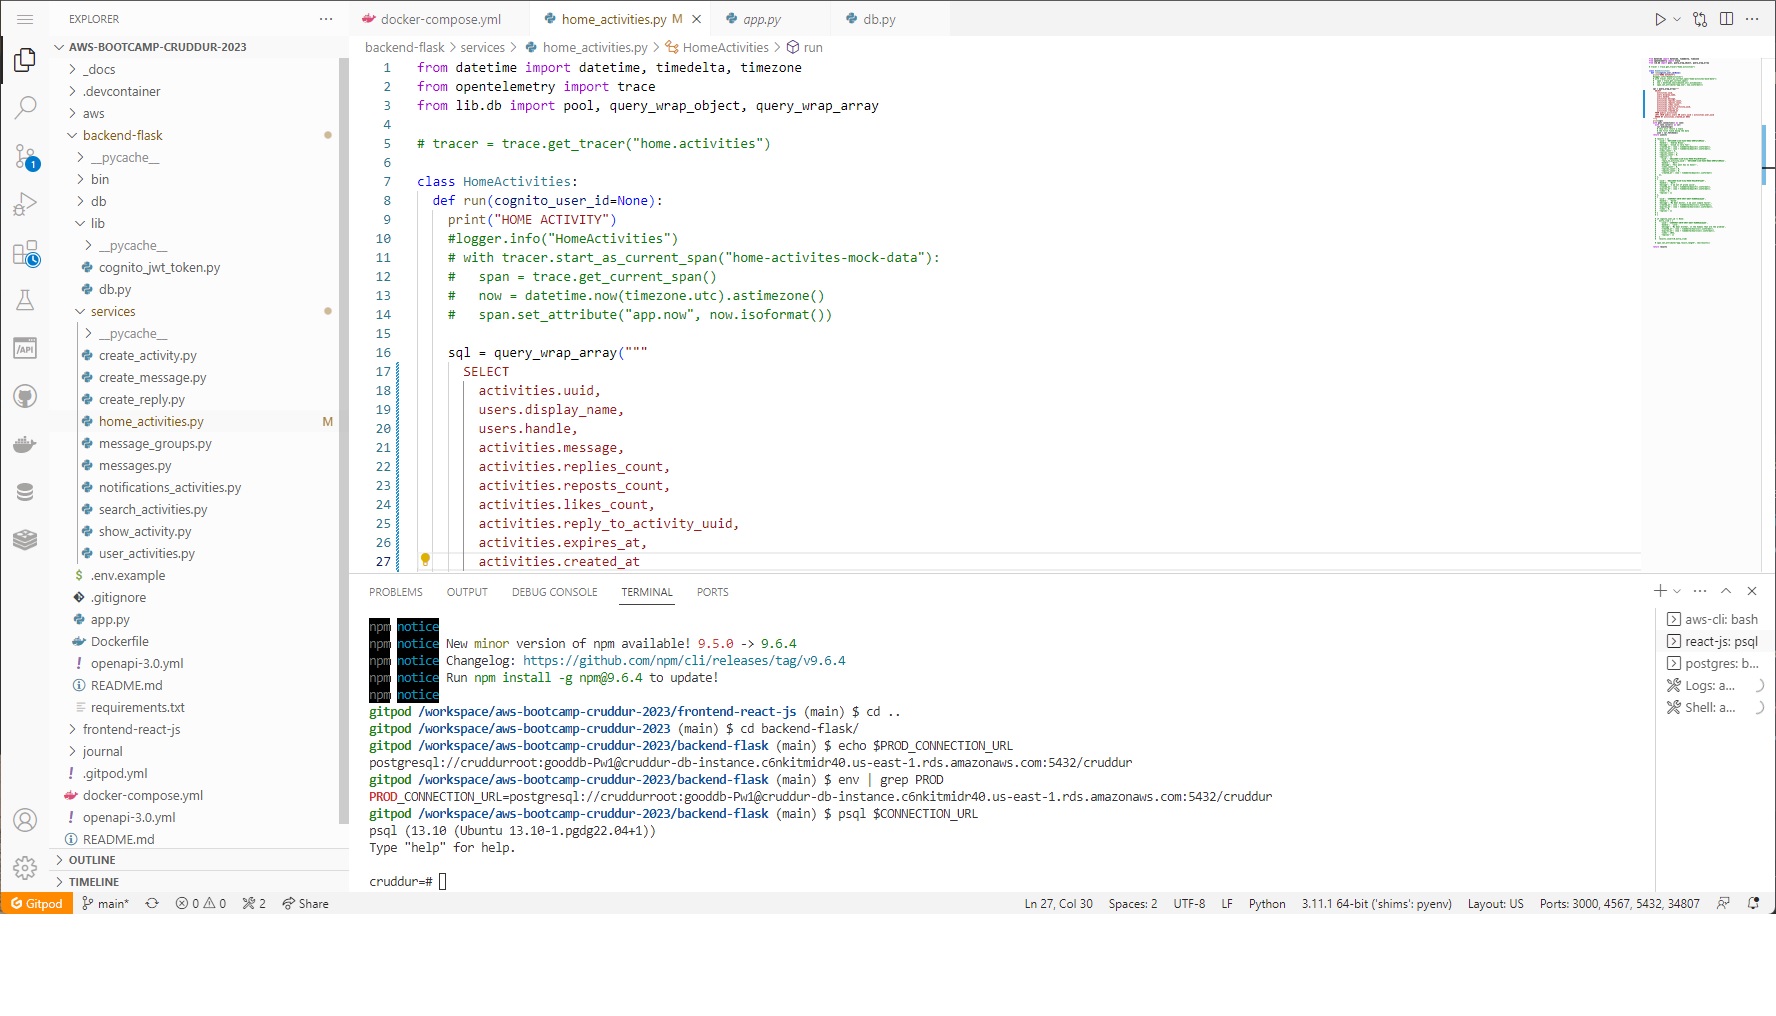 EXPLORER
AWS-BOOTCAMP-CRUDDUR-2023
_docs
.devcontainer
aws
backend-flask
__pycache__
bin
db
lib
__pycache__
cognito_jwt_token.py
db.py
services
__pycache__
create_activity.py
create_message.py
create_reply.py
home_activities.py M
message_groups.py
messages.py
notifications_activities.py
search_activities.py
show_activity.py
user_activities.py
.env.example
.gitignore
app.py
Dockerfile
openapi-3.0.yml
README.md
requirements.txt
frontend-react-js
journal
.gitpod.yml
docker-compose.yml
openapi-3.0.yml
README.md
OUTLINE
TIMELINE
1
/API
docker-compose.yml home_activities.py M app.py db.py
backend-flask > services > home_activities.py > HomeActivities > run
1 from datetime import datetime, timedelta, timezone
2 from opentelemetry import trace
3 from lib.db import pool, query_wrap_object, query_wrap_array
4
5 # tracer = trace.get_tracer("home.activities")
6
7 class HomeActivities:
8 def run(cognito_user_id=None):
9 print("HOME ACTIVITY")
10 #logger.info("HomeActivities")
11 # with tracer.start_as_current_span("home-activites-mock-data"):
12 #   span = trace.get_current_span()
13 #   now = datetime.now(timezone.utc).astimezone()
14 #   span.set_attribute("app.now", now.isoformat())
15
16 sql = query_wrap_array("""
17 SELECT
18 activities.uuid,
19 users.display_name,
20 users.handle,
21 activities.message,
22 activities.replies_count,
23 activities.reposts_count,
24 activities.likes_count,
25 activities.reply_to_activity_uuid,
26 activities.expires_at,
27 activities.created_at
PROBLEMS OUTPUT DEBUG CONSOLE TERMINAL PORTS
npm notice
npm notice New minor version of npm available! 9.5.0 -> 9.6.4
npm notice Changelog: https://github.com/npm/cli/releases/tag/v9.6.4
npm notice Run npm install -g npm@9.6.4 to update!
npm notice
gitpod /workspace/aws-bootcamp-cruddur-2023/frontend-react-js (main) $ cd ..
gitpod /workspace/aws-bootcamp-cruddur-2023 (main) $ cd backend-flask/
gitpod /workspace/aws-bootcamp-cruddur-2023/backend-flask (main) $ echo $PROD_CONNECTION_URL
postgresql://cruddurroot:gooddb-Pw1@cruddur-db-instance.c6nkitmidr40.us-east-1.rds.amazonaws.com:5432/cruddur
gitpod /workspace/aws-bootcamp-cruddur-2023/backend-flask (main) $ env | grep PROD
PROD_CONNECTION_URL=postgresql://cruddurroot:gooddb-Pw1@cruddur-db-instance.c6nkitmidr40.us-east-1.rds.amazonaws.com:5432/cruddur
gitpod /workspace/aws-bootcamp-cruddur-2023/backend-flask (main) $ psql $CONNECTION_URL
psql (13.10 (Ubuntu 13.10-1.pgdg22.04+1))
Type "help" for help.
cruddur=#
aws-cli: bash
react-js: psql
postgres: b...
Logs: a...
Shell: a...
Gitpod main* 0 0 2 Share Ln 27, Col 30 Spaces: 2 UTF-8 LF Python 3.11.1 64-bit ('shims': pyenv) Layout: US Ports: 3000, 4567, 5432, 34807